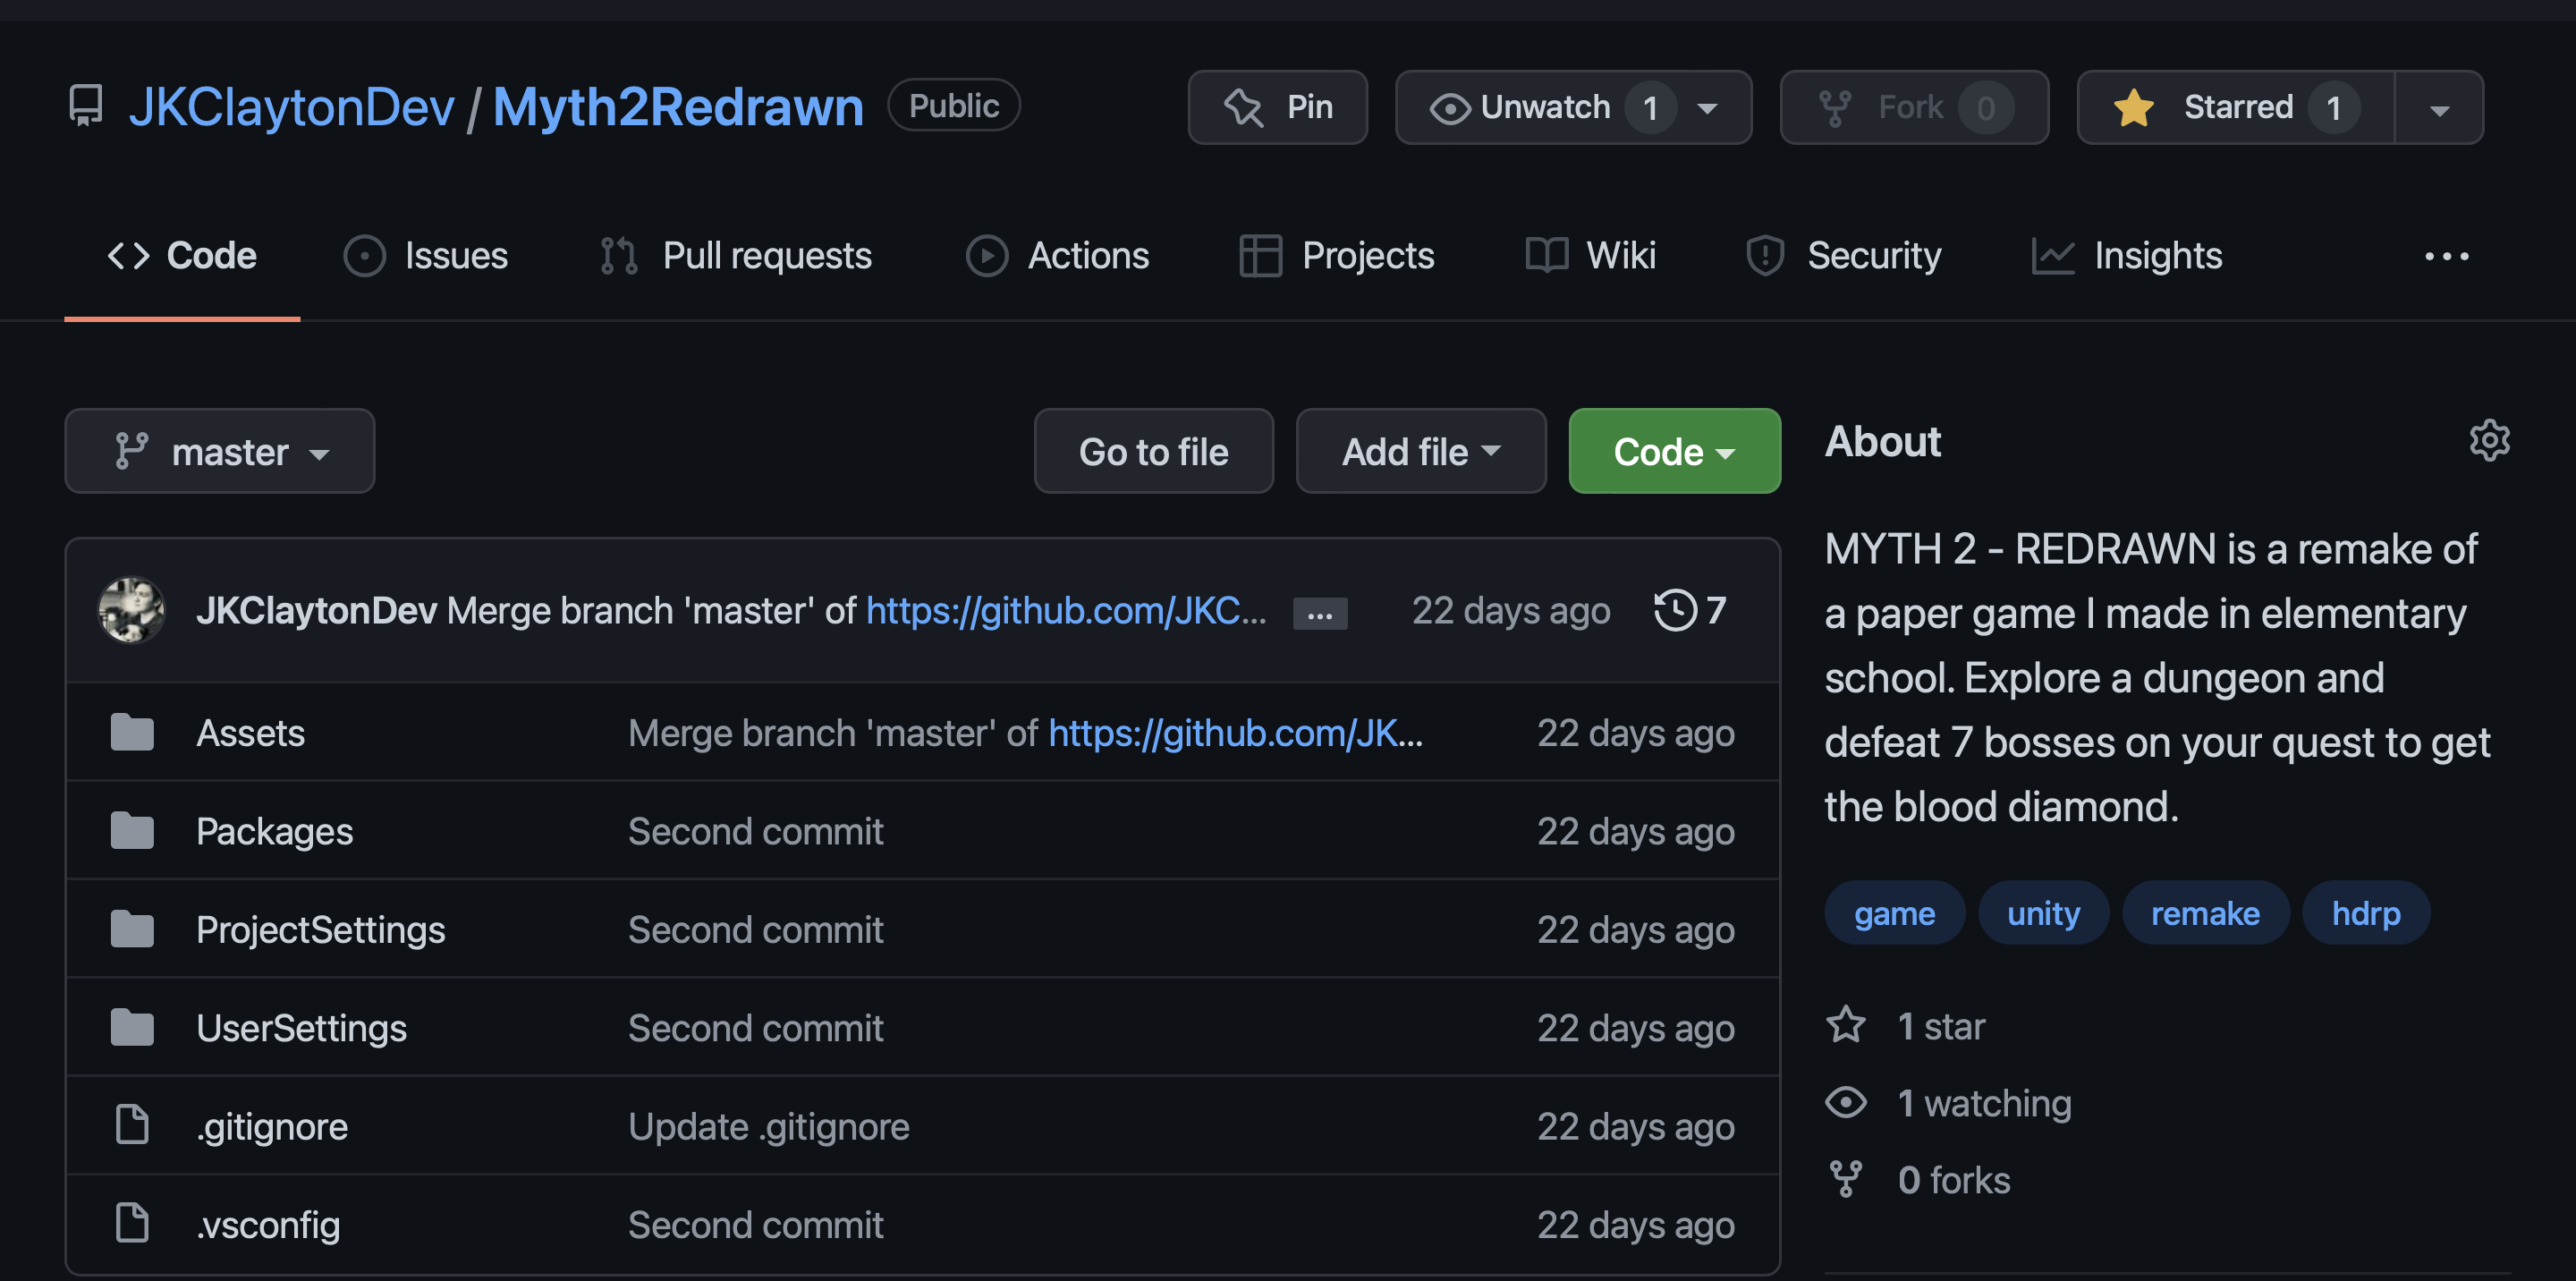 JKClaytonDev / Myth2Redrawn Public Pin Unwatch 1 Fork 0 Starred 1
Code Issues Pull requests Actions Projects Wiki Security Insights ...
master Go to file Add file Code
JKClaytonDev Merge branch 'master' of https://github.com/JKC... ... 22 days ago 7
Assets Merge branch 'master' of https://github.com/JK... 22 days ago
Packages Second commit 22 days ago
ProjectSettings Second commit 22 days ago
UserSettings Second commit 22 days ago
.gitignore Update .gitignore 22 days ago
.vsconfig Second commit 22 days ago
About
MYTH 2 - REDRAWN is a remake of
a paper game I made in elementary
school. Explore a dungeon and
defeat 7 bosses on your quest to get
the blood diamond.
game unity remake hdrp
1 star
1 watching
0 forks